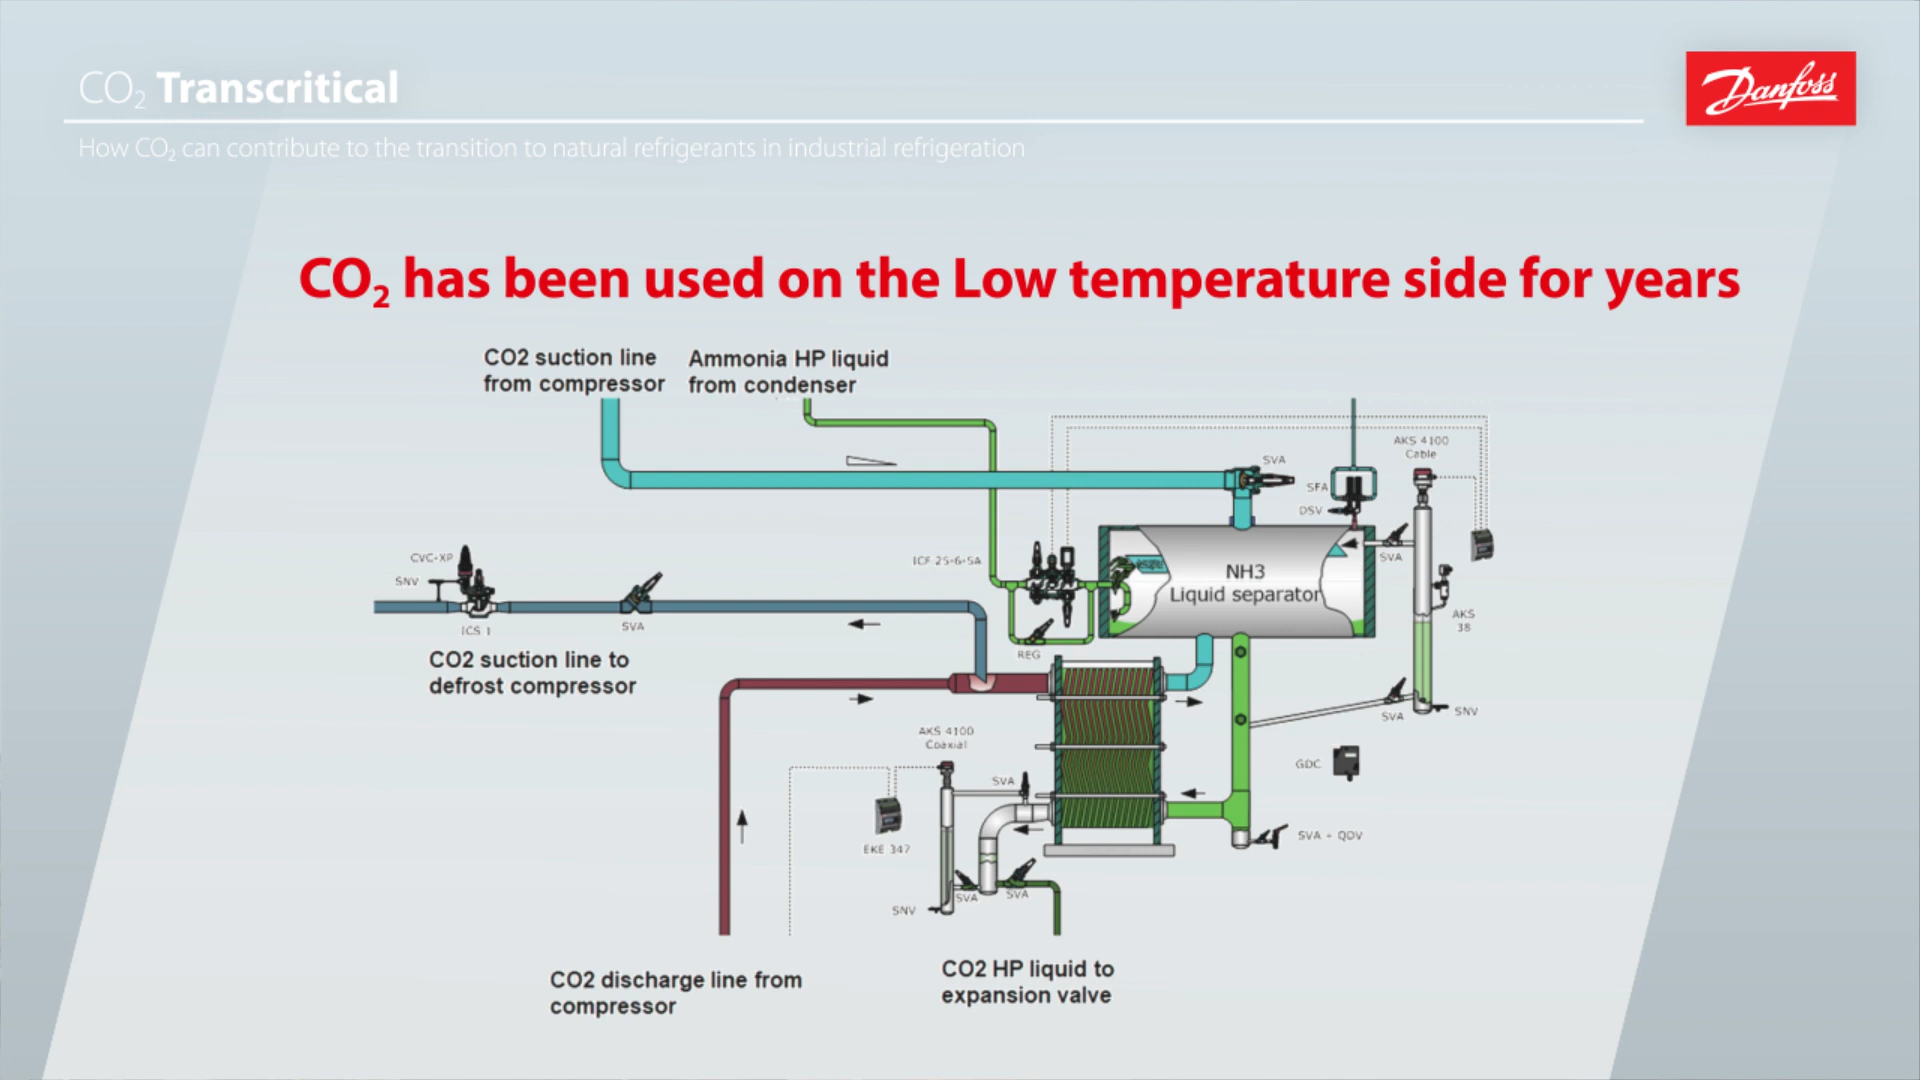 CO₂ Transcritical
Danfoss
How CO₂ can contribute to the transition to natural refrigerants in industrial refrigeration
CO₂ has been used on the Low temperature side for years
CO2 suction line
from compressor
Ammonia HP liquid
from condenser
AKS 4100
Cable
SVA
SFA
DSV
SVA
CVC-XP
SNV
ICS 1
SVA
ICF 25-6-5A
NH3
Liquid separator
AKS
38
REG
CO2 suction line to
defrost compressor
SVA
SNV
AKS 4100
Coaxial
GDC
SVA
EKE 347
SVA + QDV
SVA
SVA
SNV
CO2 discharge line from
compressor
CO2 HP liquid to
expansion valve